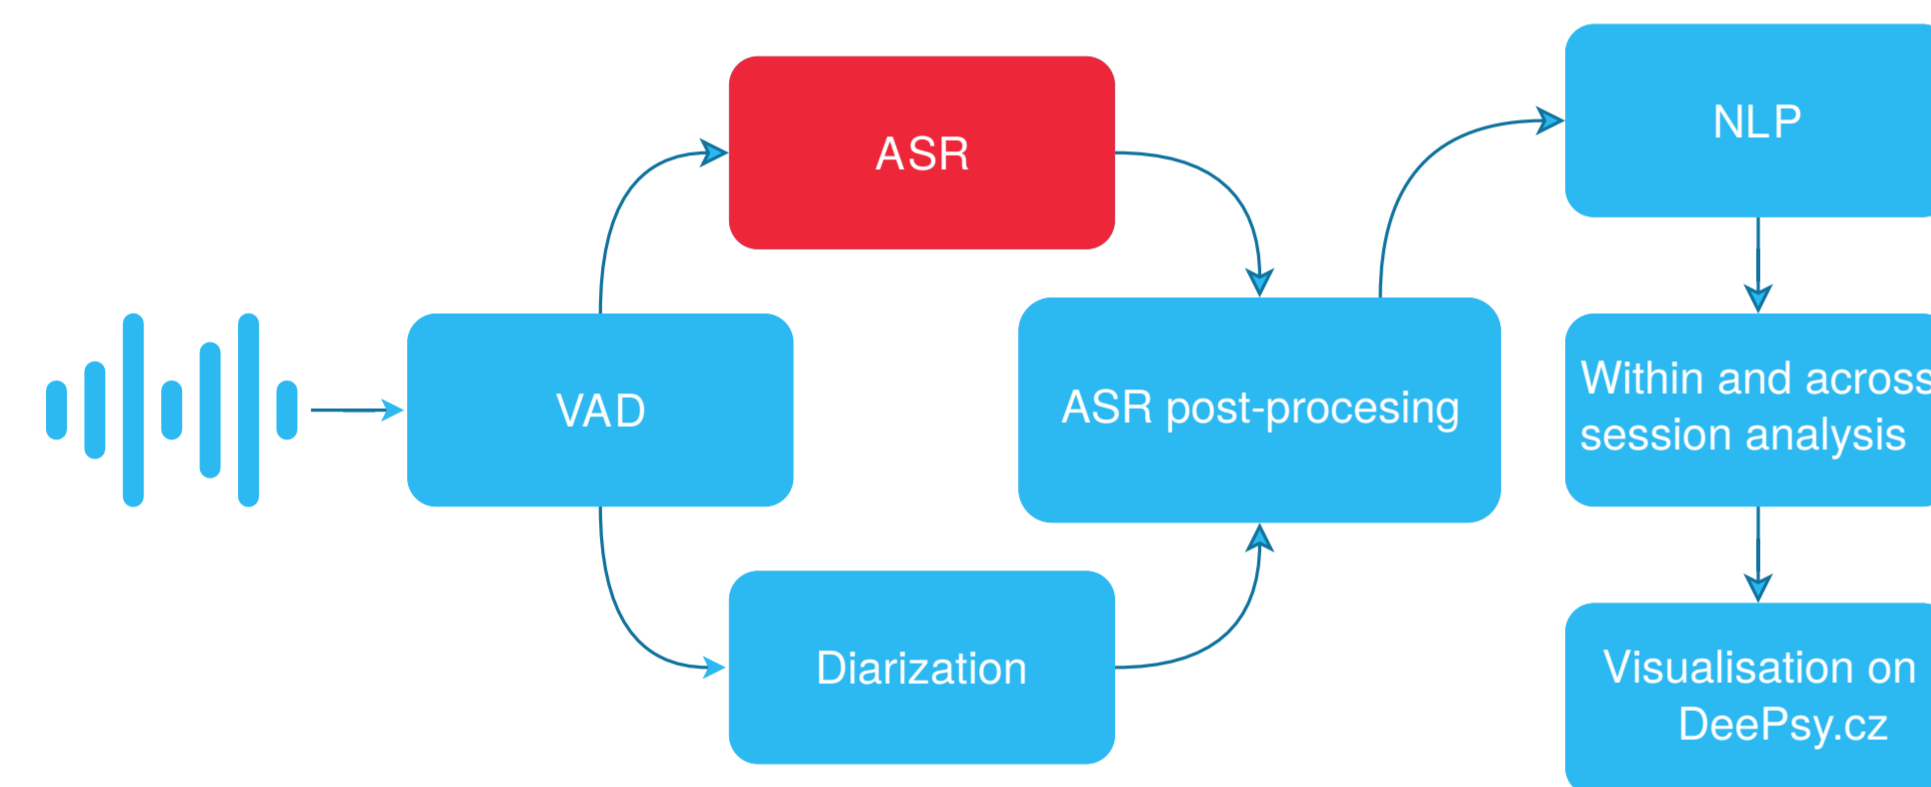 ASR
NLP
VAD
ASR post-procesing
Within and across
session analysis
Diarization
Visualisation on
DeePsy.cz